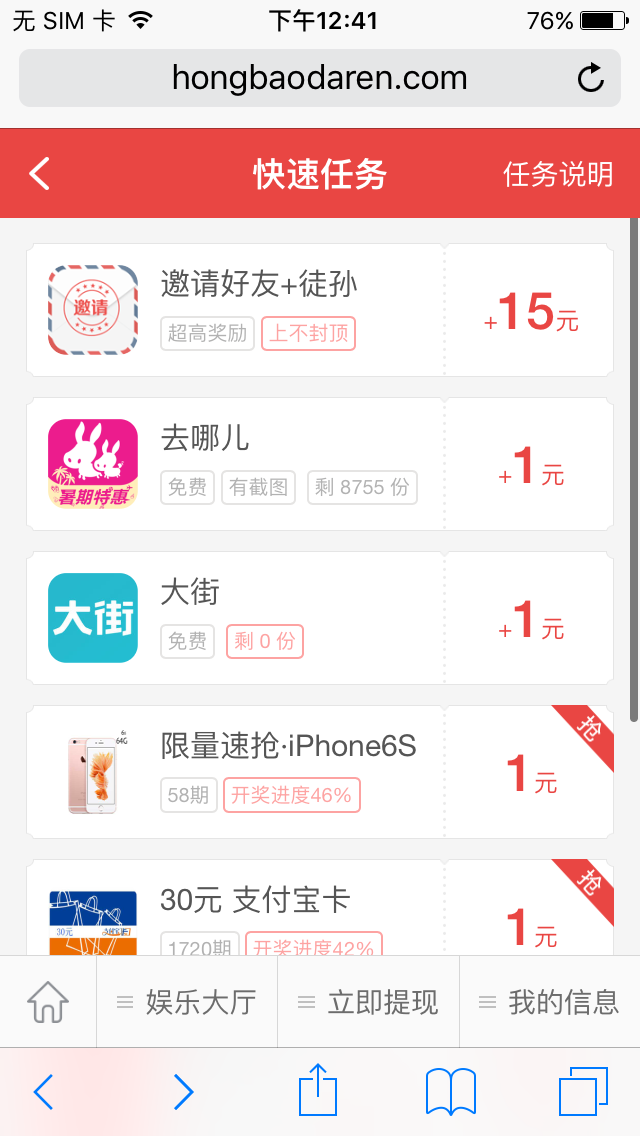 无 SIM 卡 下午12:41 76%
hongbaodaren.com
快速任务 任务说明
邀请
邀请好友+徒孙
超高奖励 上不封顶
+15元
暑期特惠
去哪儿
免费 有截图 剩 8755 份
+1元
大街
大街
免费 剩 0 份
+1元
64G
限量速抢·iPhone6S
58期 开奖进度46%
1元
抢
30元
30元 支付宝卡
1720期 开奖进度42%
1元
抢
娱乐大厅 立即提现 我的信息